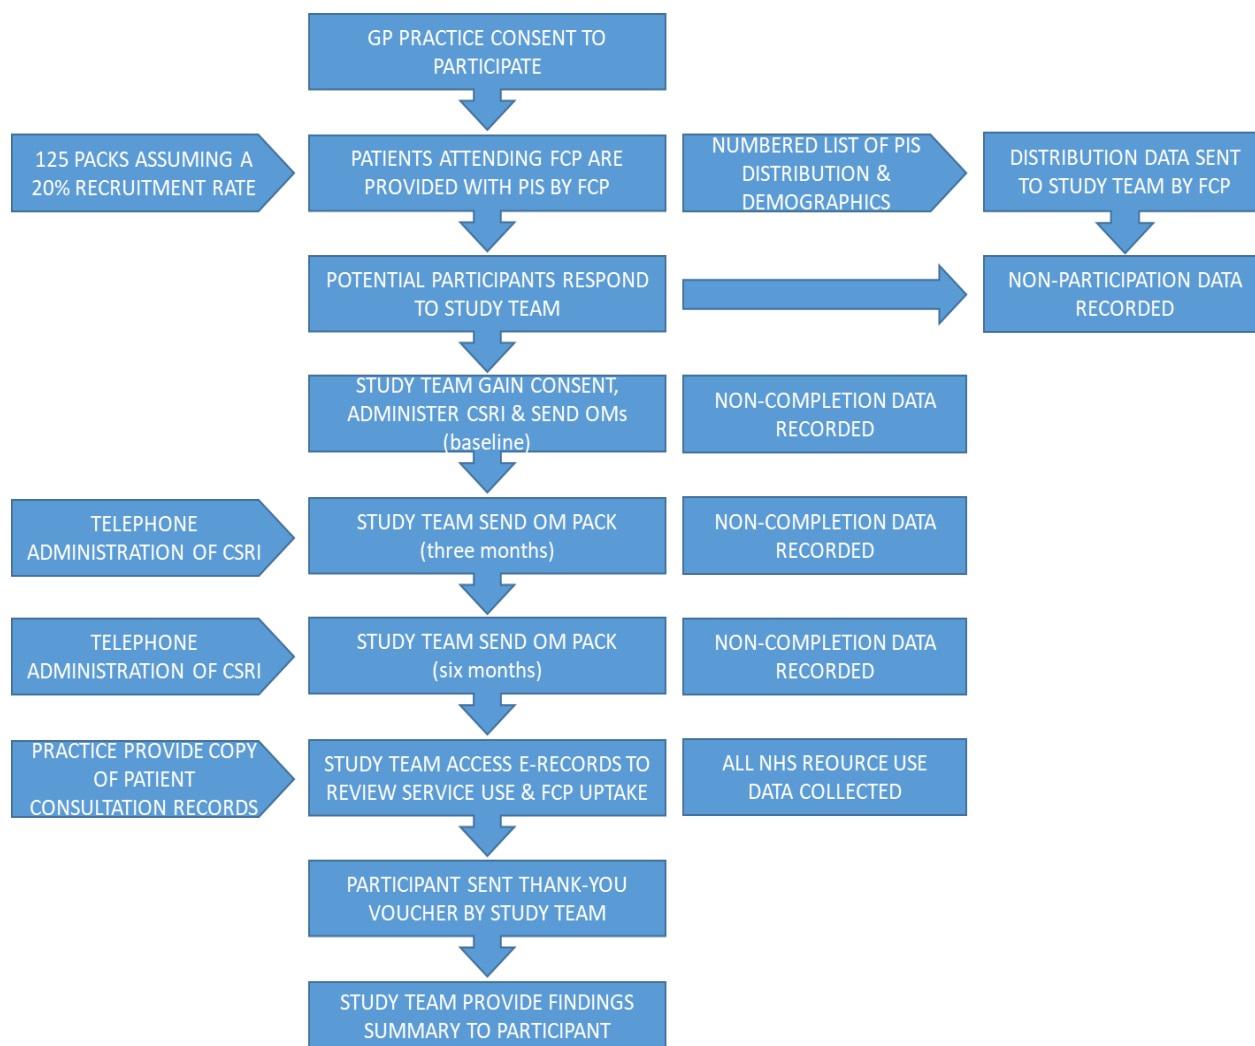 GP PRACTICE CONSENT TO
PARTICIPATE
125 PACKS ASSUMING A
20% RECRUITMENT RATE
PATIENTS ATTENDING FCP ARE
PROVIDED WITH PIS BY FCP
NUMBERED LIST OF PIS
DISTRIBUTION &
DEMOGRAPHICS
DISTRIBUTION DATA SENT
TO STUDY TEAM BY FCP
POTENTIAL PARTICIPANTS RESPOND
TO STUDY TEAM
NON-PARTICIPATION DATA
RECORDED
STUDY TEAM GAIN CONSENT,
ADMINISTER CSRI & SEND OMs
(baseline)
NON-COMPLETION DATA
RECORDED
TELEPHONE
ADMINISTRATION OF CSRI
STUDY TEAM SEND OM PACK
(three months)
NON-COMPLETION DATA
RECORDED
TELEPHONE
ADMINISTRATION OF CSRI
STUDY TEAM SEND OM PACK
(six months)
NON-COMPLETION DATA
RECORDED
PRACTICE PROVIDE COPY
OF PATIENT
CONSULTATION RECORDS
STUDY TEAM ACCESS E-RECORDS TO
REVIEW SERVICE USE & FCP UPTAKE
ALL NHS REOURCE USE
DATA COLLECTED
PARTICIPANT SENT THANK-YOU
VOUCHER BY STUDY TEAM
STUDY TEAM PROVIDE FINDINGS
SUMMARY TO PARTICIPANT